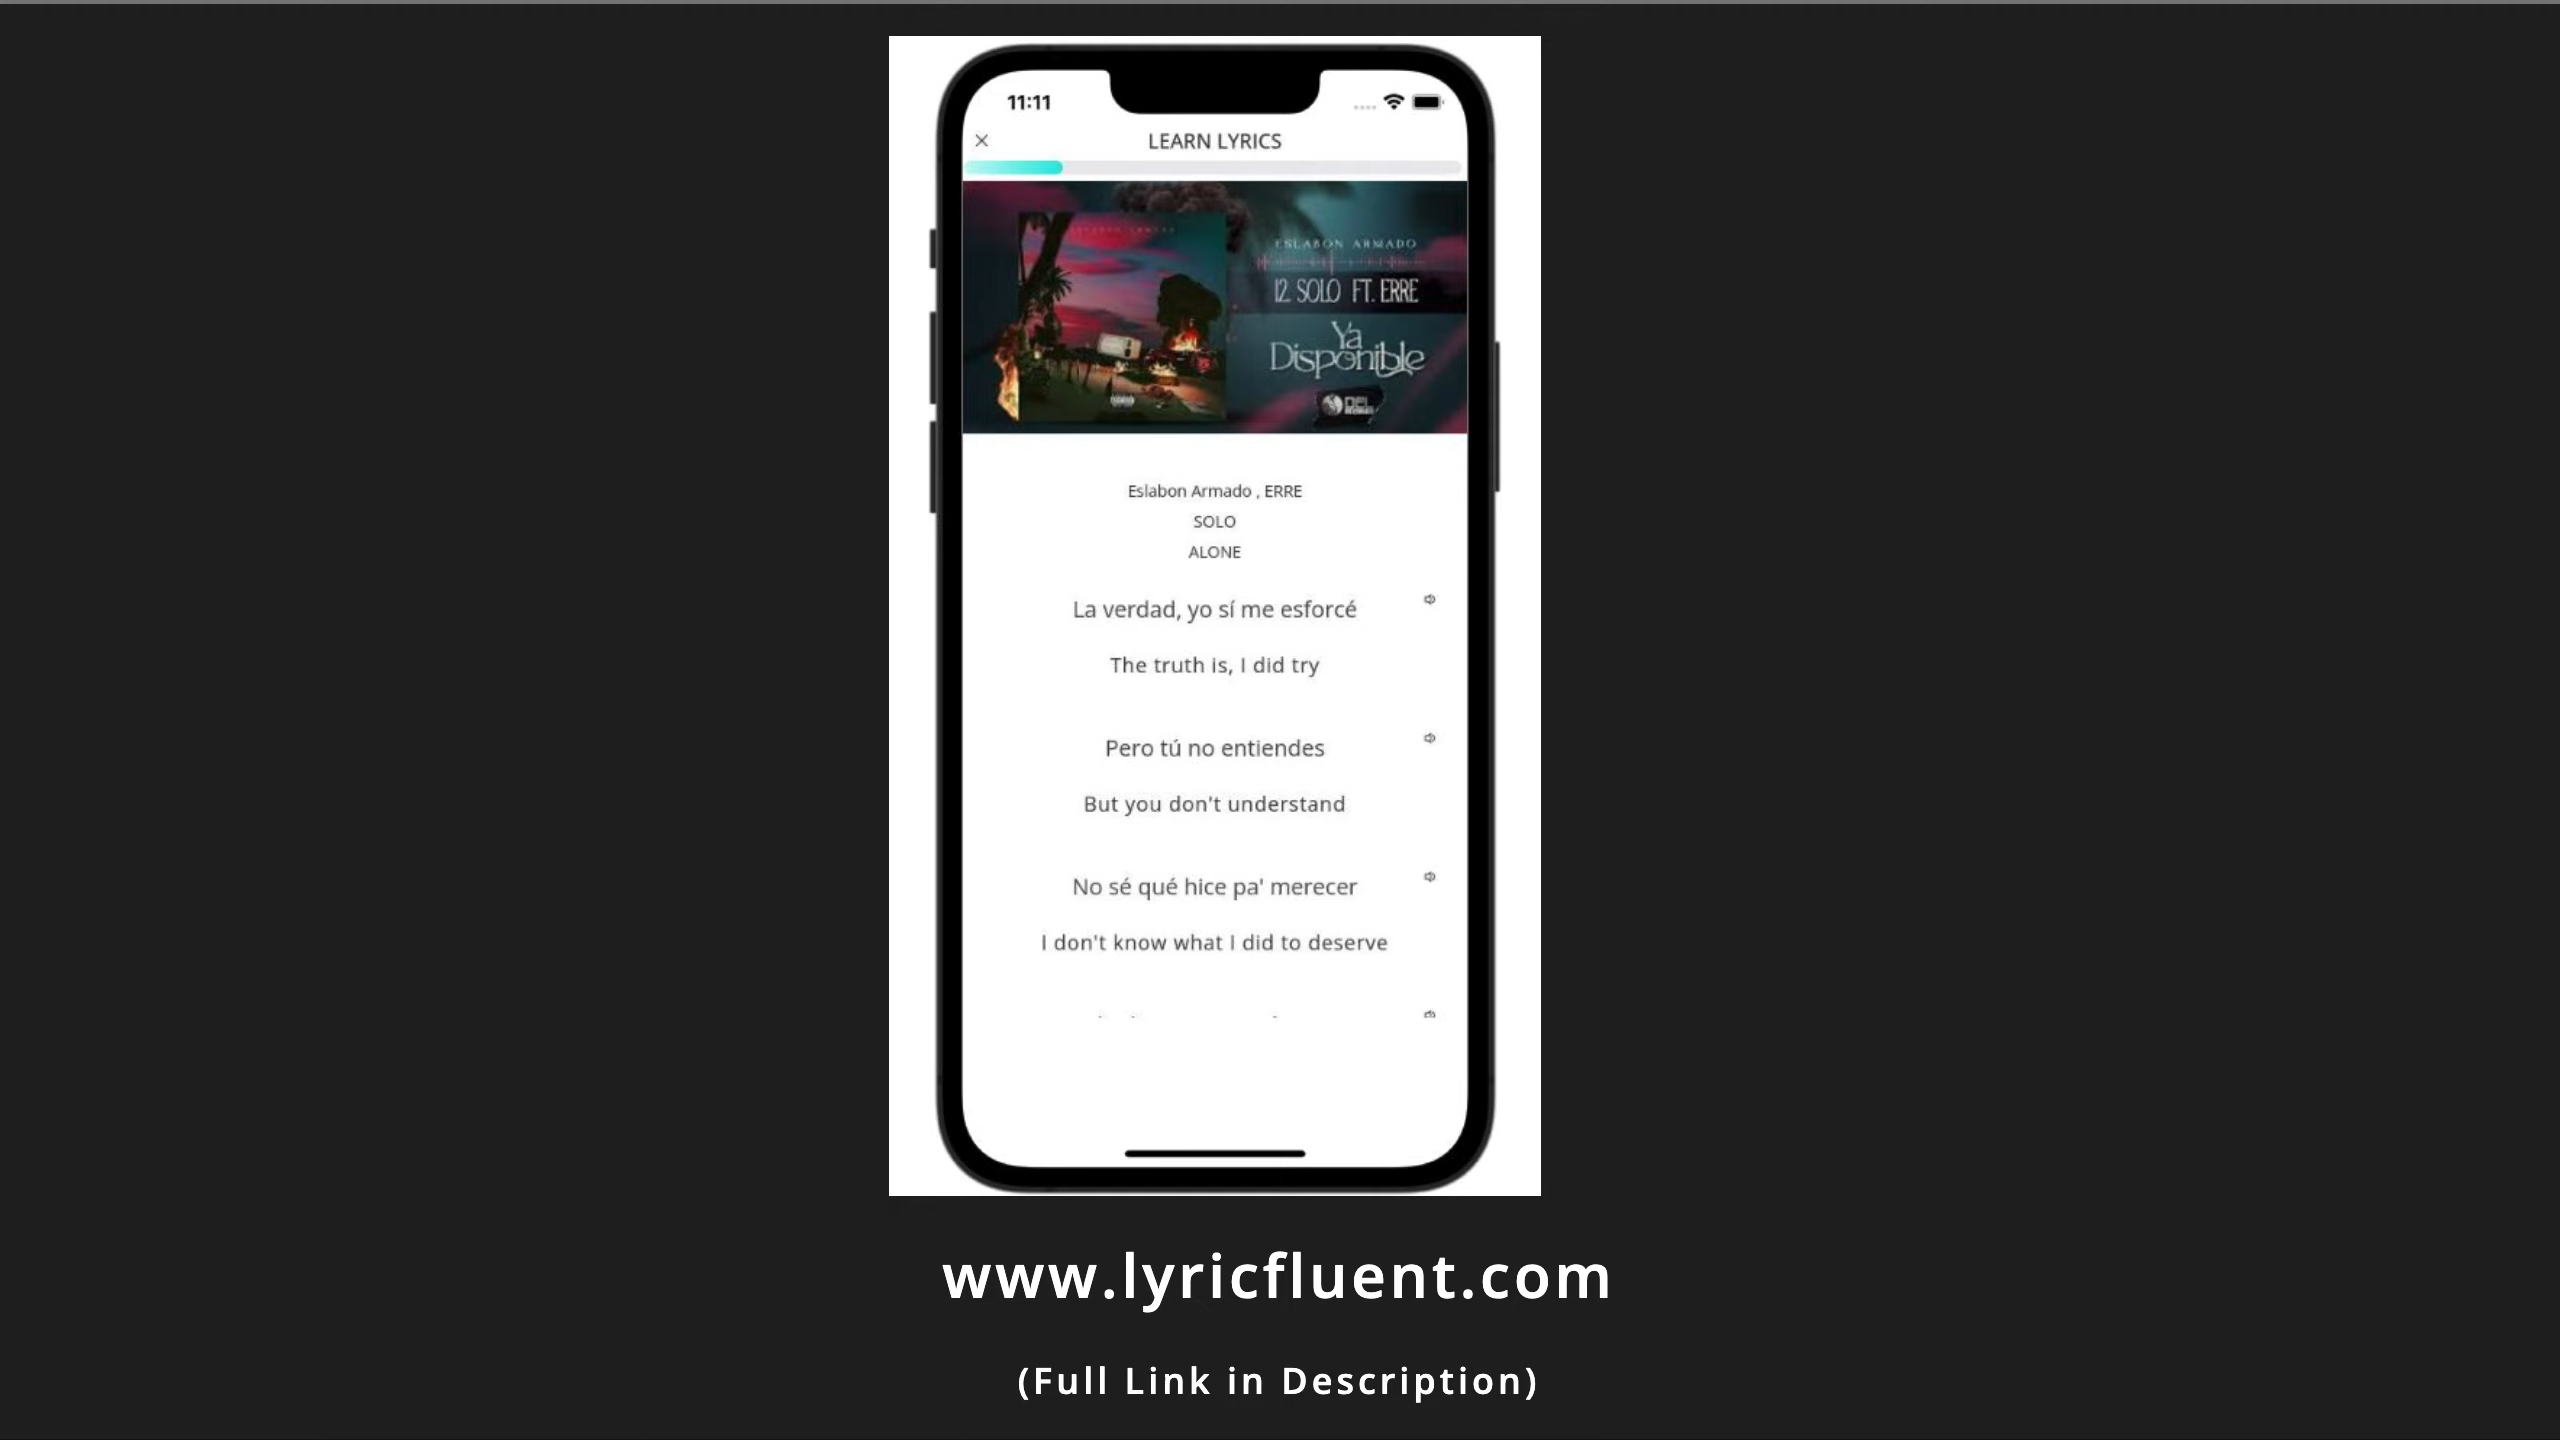 11:11
LEARN LYRICS
ESLABON ARMADO
12. SOLO FT. ERRE
Ya
Disponible
DEL
Eslabon Armado , ERRE
SOLO
ALONE
La verdad, yo sí me esforcé
The truth is, I did try
Pero tú no entiendes
But you don't understand
No sé qué hice pa' merecer
I don't know what I did to deserve
www.lyricfluent.com
(Full Link in Description)